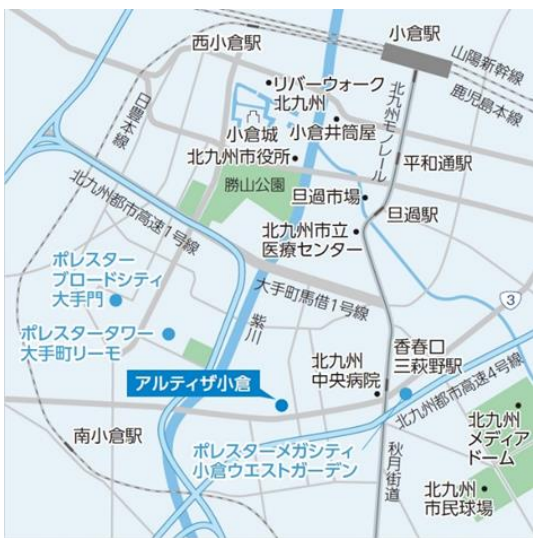 小倉駅
西小倉駅
山陽新幹線
鹿児島本線
リバーウォーク
北九州
日豊本線
小倉城
小倉井筒屋
北九州モノレール
北九州市役所
平和通駅
勝山公園
旦過市場
旦過駅
北九州都市高速1号線
北九州市立
医療センター
ポレスター
ブロードシティ
大手門
大手町馬借1号線
3
ポレスタータワー
大手町リーモ
紫川
香春口
三萩野駅
アルティザ小倉
北九州
中央病院
北九州都市高速4号線
南小倉駅
ポレスターメガシティ
小倉ウエストガーデン
秋月街道
北九州
メディア
ドーム
北九州
市民球場